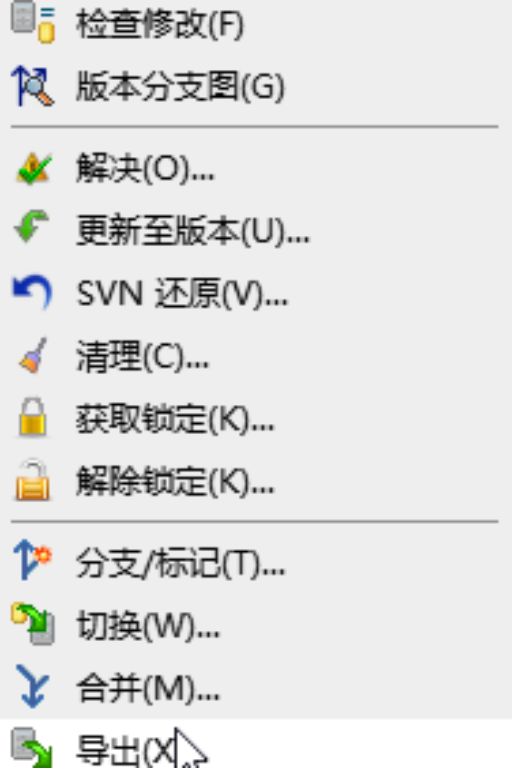 检查修改(F)
版本分支图(G)
解决(O)...
更新至版本(U)...
SVN 还原(V)...
清理(C)...
获取锁定(K)...
解除锁定(K)...
分支/标记(T)...
切换(W)...
合并(M)...
导出(X